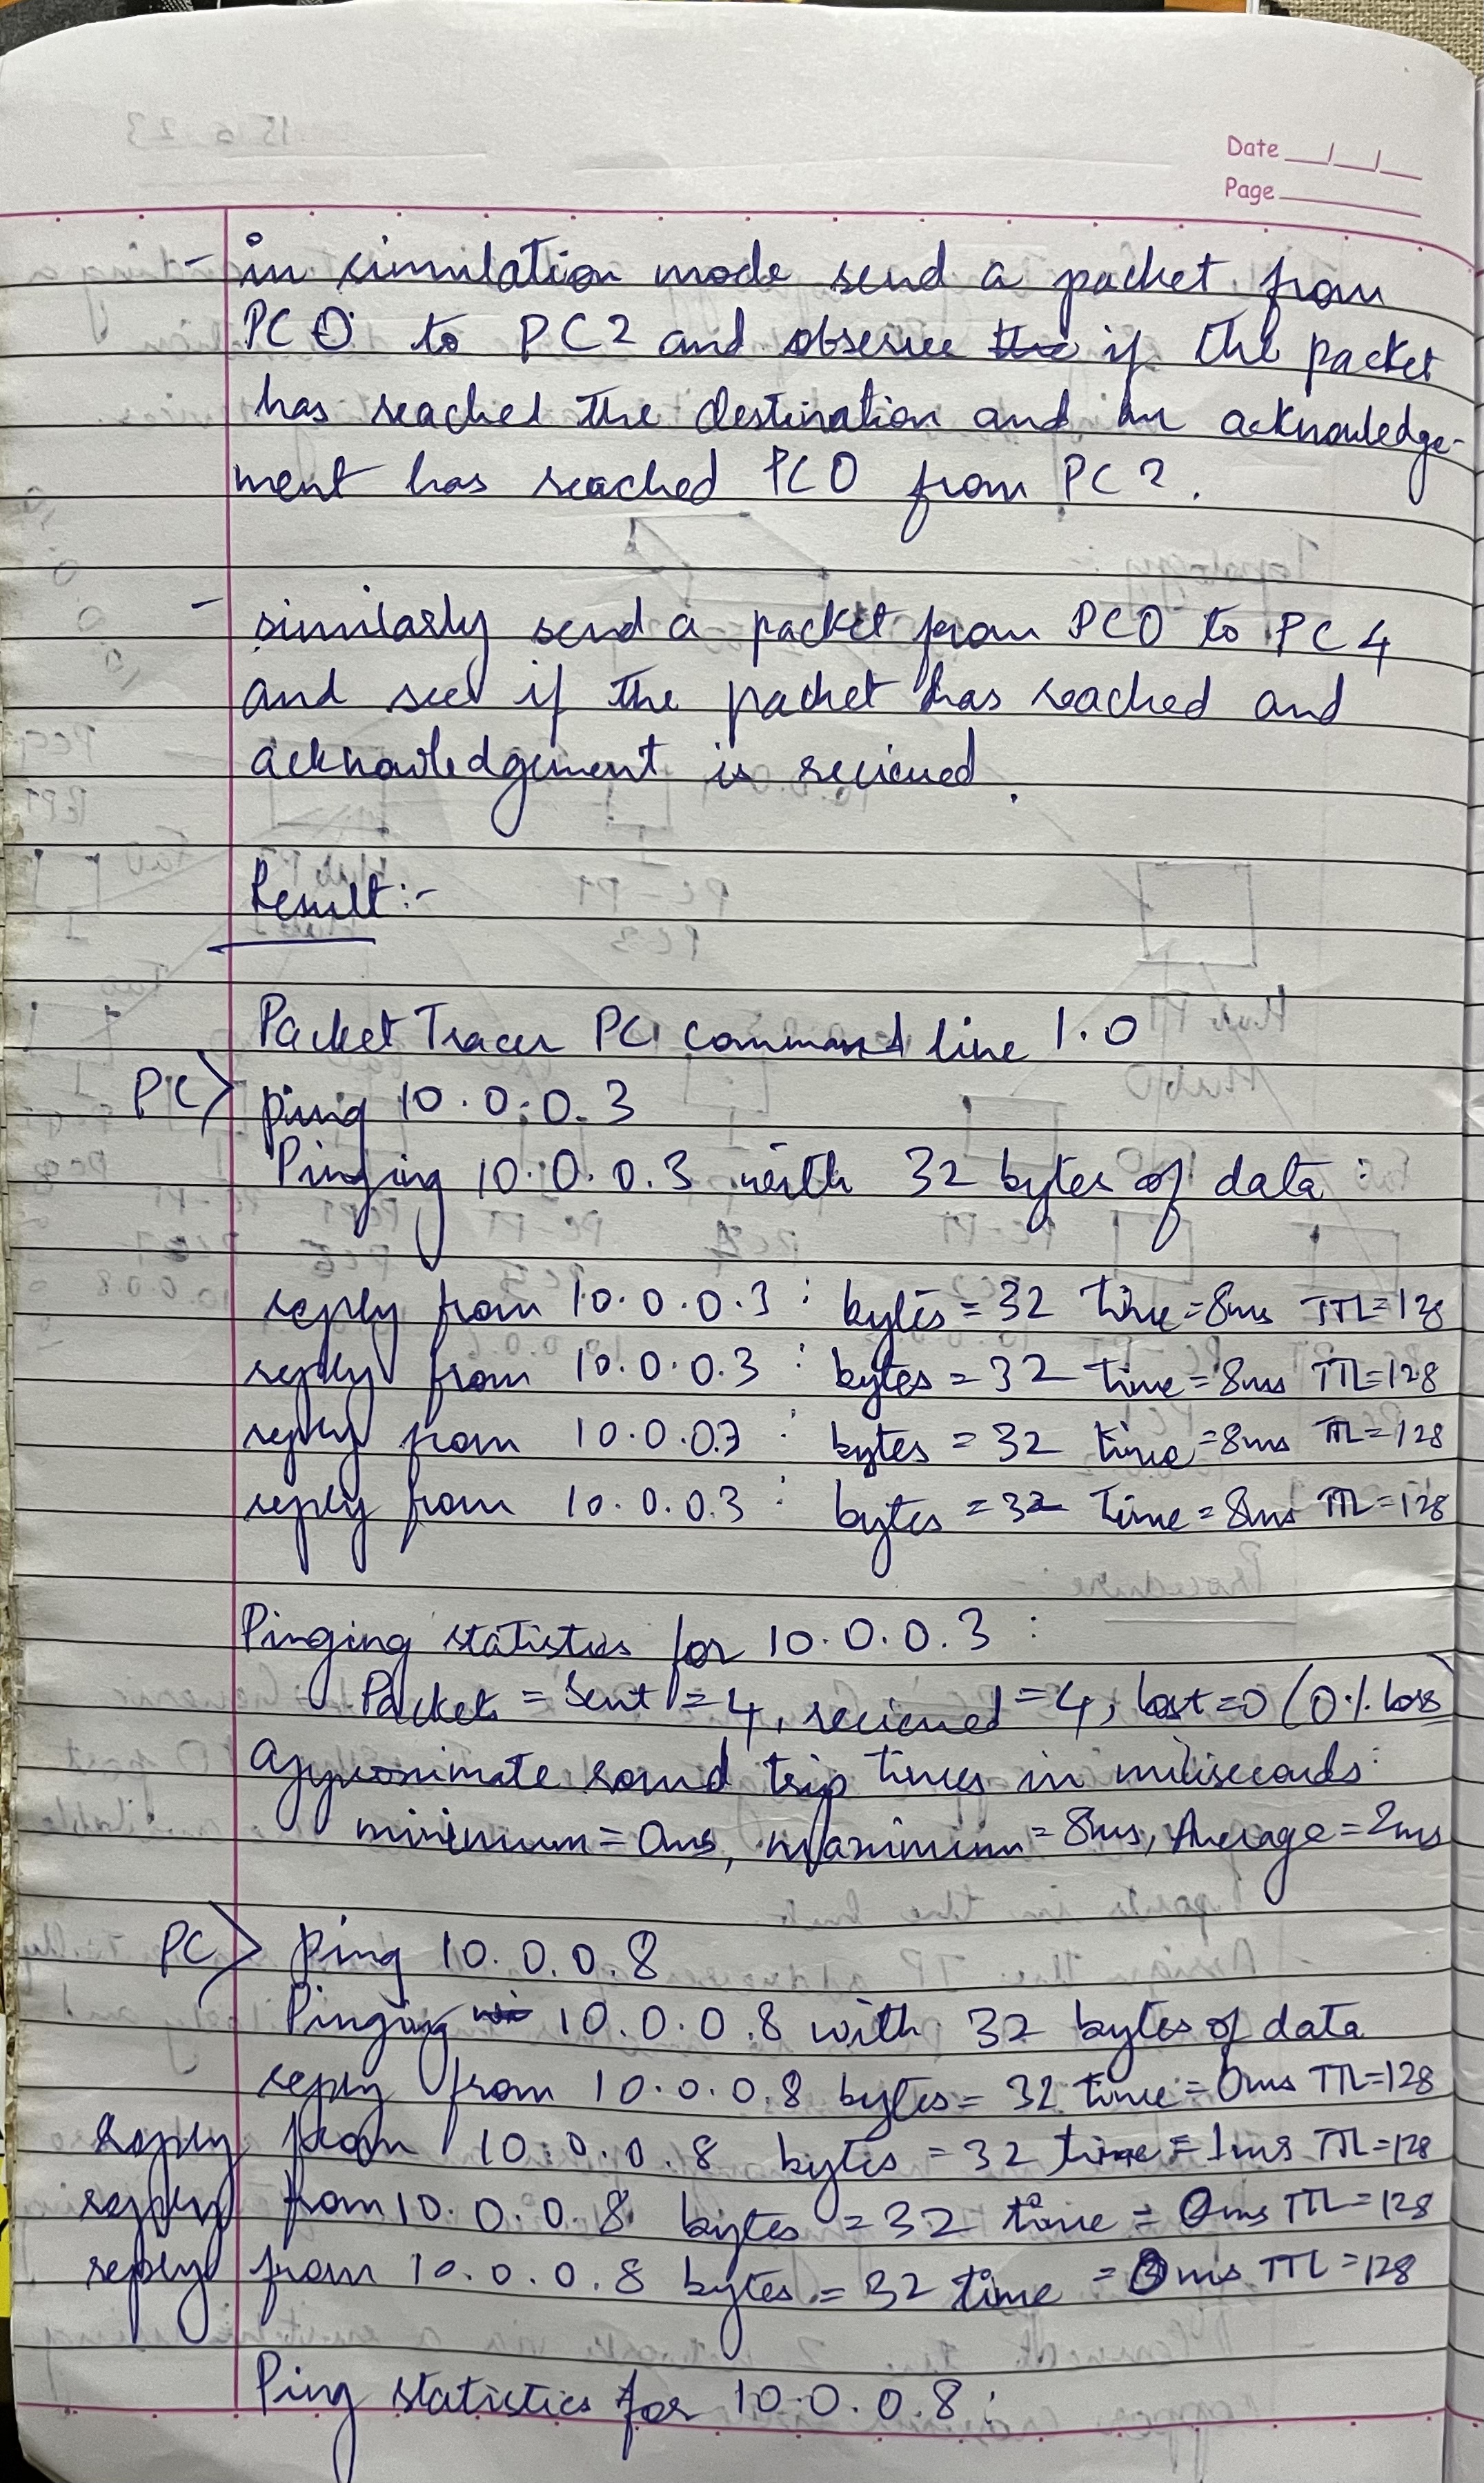 Date
Page
- in simulation mode send a packet from
PC0 to PC2 and observe if the packet
has reached the destination and an acknowledge-
ment has reached PC0 from PC2.
- similarly send a packet from PC0 to PC4
and see if the packet has reached and
acknowledgement is recieved.
Result:-
Packet Tracer PC command line 1.0
PC> ping 10.0.0.3
Pinging 10.0.0.3 with 32 bytes of data :
reply from 10.0.0.3 : bytes = 32 time=8ms TTL=128
reply from 10.0.0.3 : bytes = 32 time=8ms TTL=128
reply from 10.0.0.3 : bytes = 32 time=8ms TTL=128
reply from 10.0.0.3 : bytes = 32 Time=8ms TTL=128
Pinging statistics for 10.0.0.3 :
Packet = Sent = 4, recieved = 4, lost=0 (0% loss)
approximate round trip times in miliseconds:
minimum = 0ms, maximum = 8ms, Average = 2ms
PC> Ping 10.0.0.8
Pinging 10.0.0.8 with 32 bytes of data
reply from 10.0.0.8 bytes = 32 time = 0ms TTL=128
reply from 10.0.0.8 bytes = 32 time = 1ms TTL=128
reply from 10.0.0.8 bytes = 32 time = 0ms TTL=128
reply from 10.0.0.8 bytes = 32 time = ms TTL=128
Ping statistics for 10.0.0.8 :